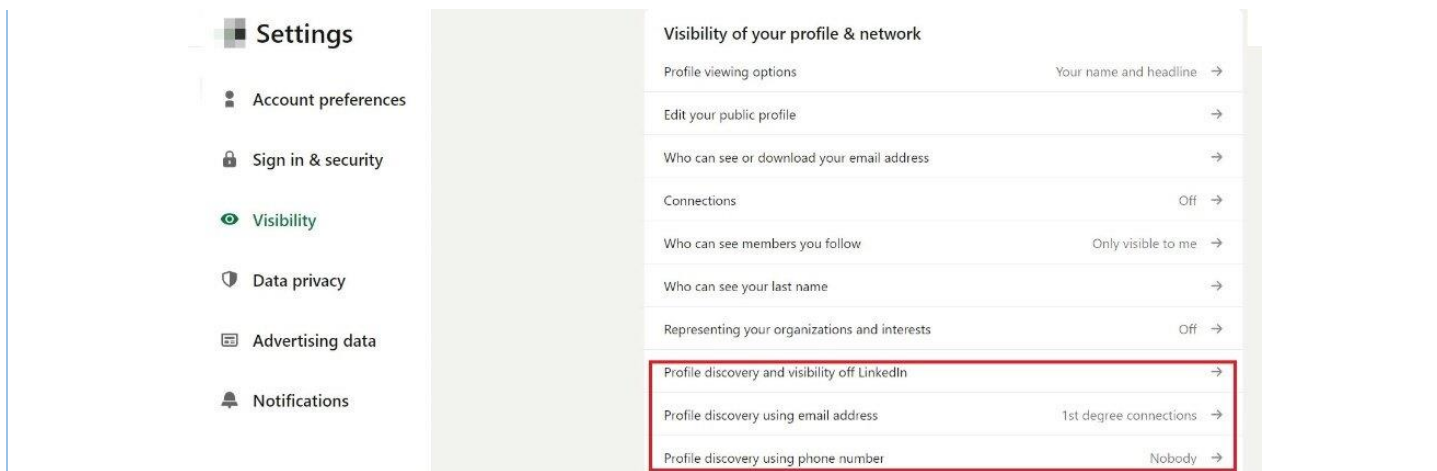 Settings
Account preferences
Sign in & security
Visibility
Data privacy
Advertising data
Notifications
Visibility of your profile & network
Profile viewing options Your name and headline →
Edit your public profile →
Who can see or download your email address →
Connections Off →
Who can see members you follow Only visible to me →
Who can see your last name →
Representing your organizations and interests Off →
Profile discovery and visibility off LinkedIn →
Profile discovery using email address 1st degree connections →
Profile discovery using phone number Nobody →